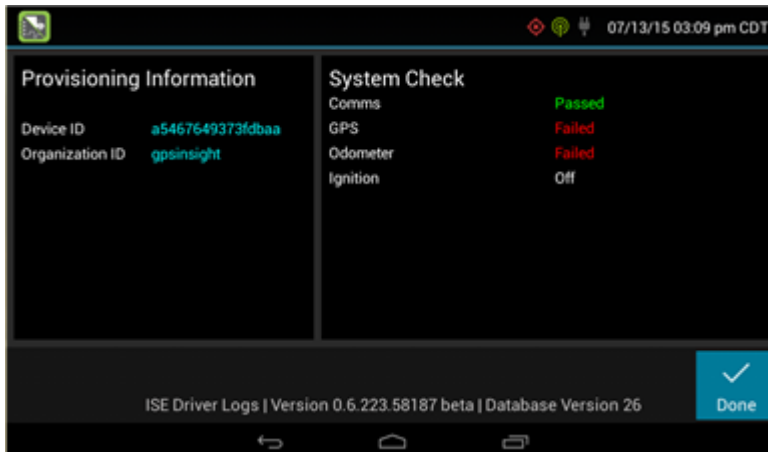 07/13/15 03:09 pm CDT
Provisioning Information
Device ID a5467649373fdbaa
Organization ID gpsinsight
System Check
Comms Passed
GPS Failed
Odometer Failed
Ignition Off
ISE Driver Logs | Version 0.6.223.58187 beta | Database Version 26
Done